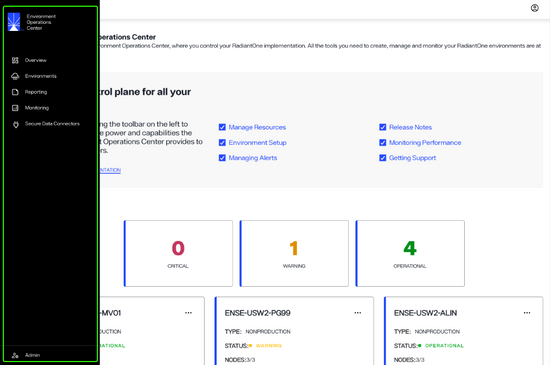 Environment
Operations
Center
Overview
Environments
Reporting
Monitoring
Secure Data Connectors
Admin
perations Center
ronment Operations Center, where you control your RadiantOne implementation. All the tools you need to create, manage and monitor your RadiantOne environments are at
trol plane for all your
ng the toolbar on the left to
e power and capabilities the
t Operations Center provides to
rs.
NTATION
Manage Resources
Environment Setup
Managing Alerts
Release Notes
Monitoring Performance
Getting Support
0
CRITICAL
1
WARNING
4
OPERATIONAL
-MV01
DUCTION
RATIONAL
ENSE-USW2-PG99
TYPE: NONPRODUCTION
STATUS: WARNING
NODES:3/3
ENSE-USW2-ALIN
TYPE: NONPRODUCTION
STATUS: OPERATIONAL
NODES:3/3